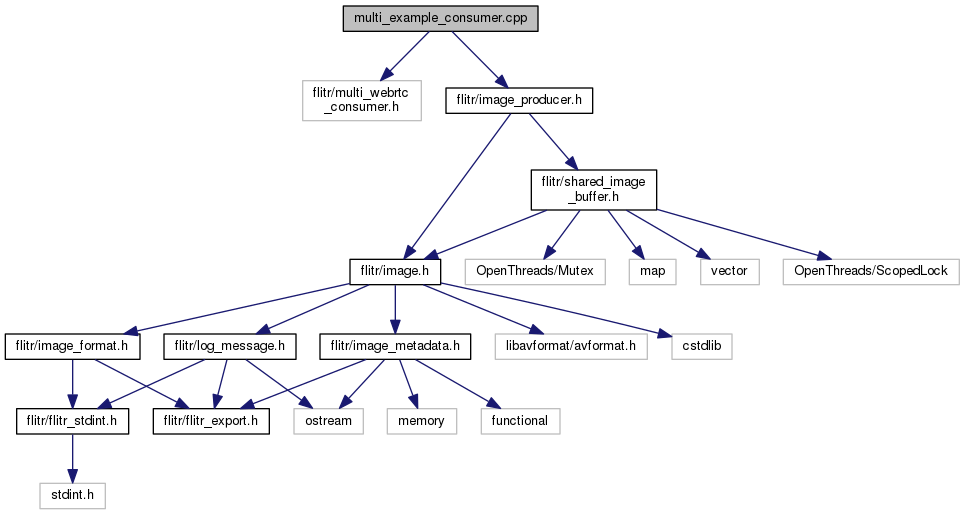 multi_example_consumer.cpp
flitr/multi_webrtc
_consumer.h
flitr/image_producer.h
flitr/shared_image
_buffer.h
flitr/image.h
OpenThreads/Mutex
map
vector
OpenThreads/ScopedLock
flitr/image_format.h
flitr/log_message.h
flitr/image_metadata.h
libavformat/avformat.h
cstdlib
flitr/flitr_stdint.h
flitr/flitr_export.h
ostream
memory
functional
stdint.h